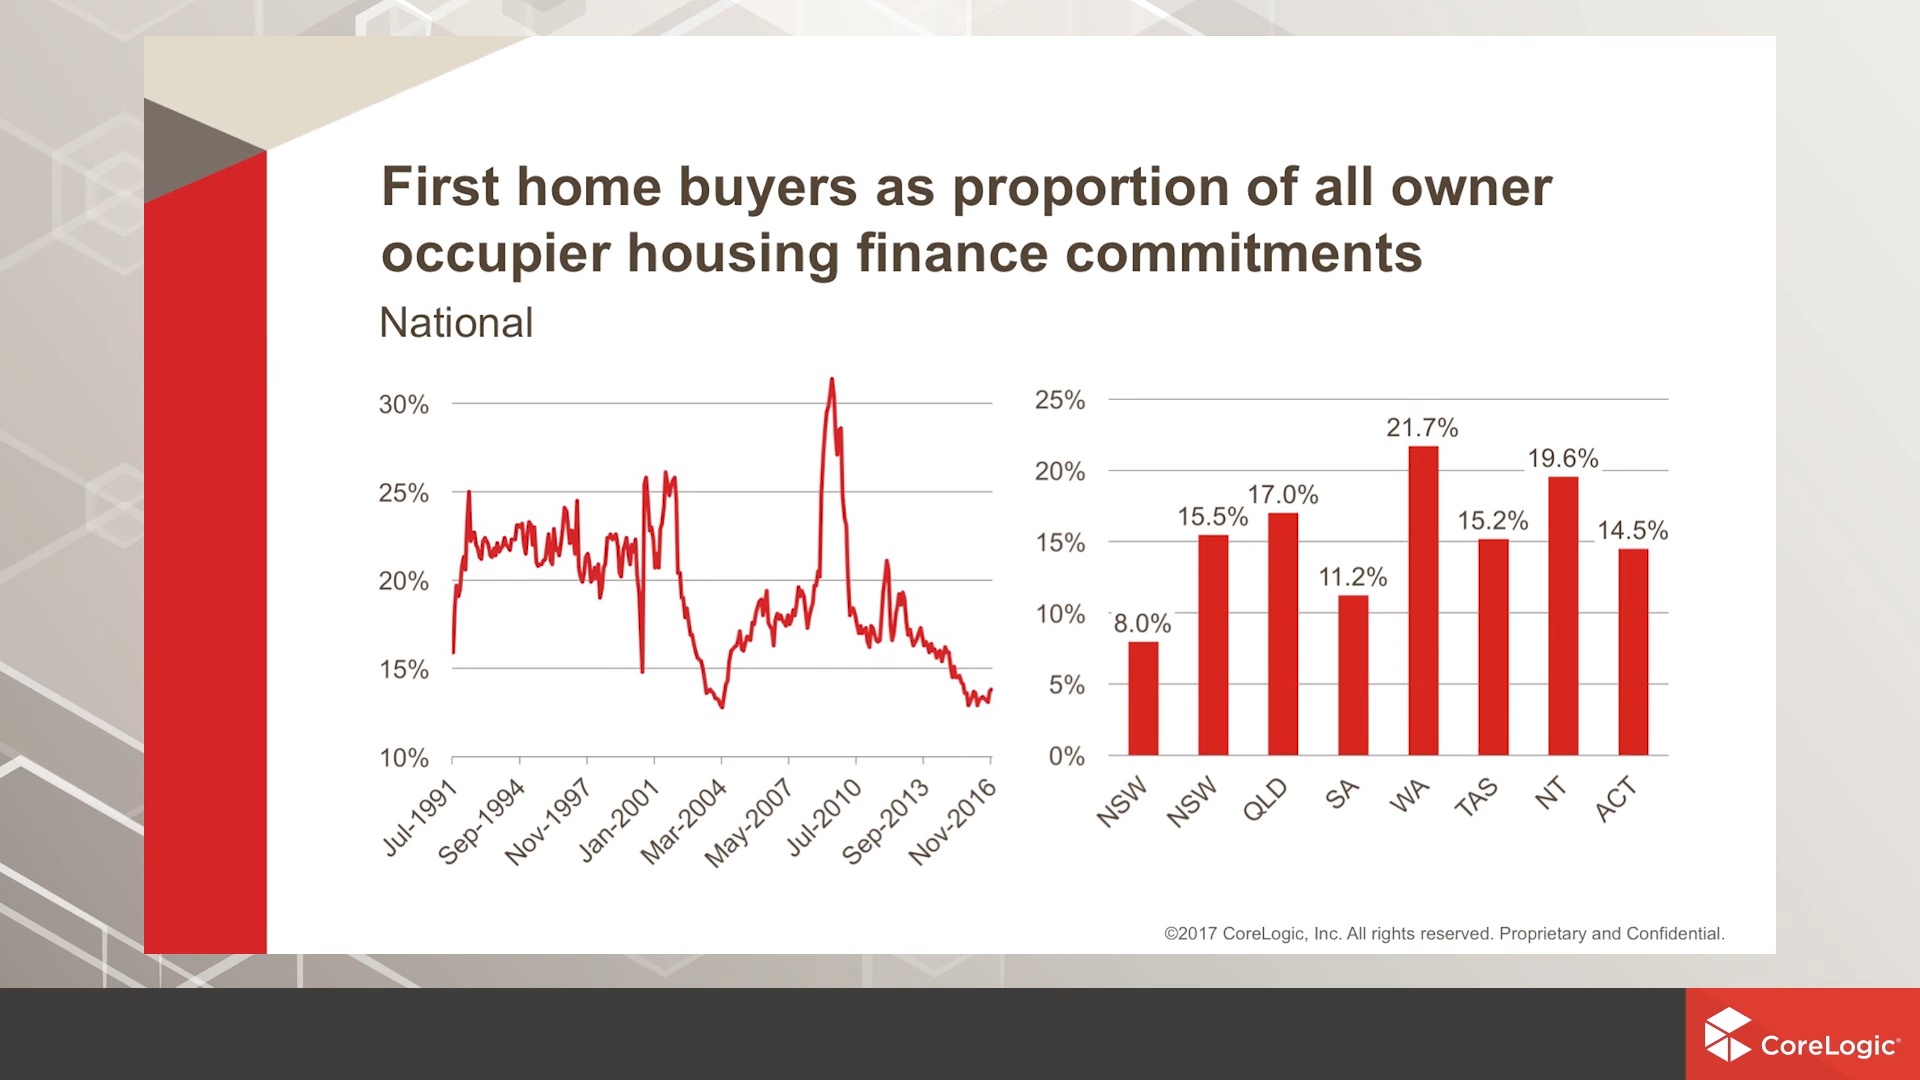 First home buyers as proportion of all owner
occupier housing finance commitments
National
30%
25%
20%
15%
10%
Jul-1991
Sep-1994
Nov-1997
Jan-2001
Mar-2004
May-2007
Jul-2010
Sep-2013
Nov-2016
25%
20%
15%
10%
5%
0%
8.0%
15.5%
17.0%
11.2%
21.7%
15.2%
19.6%
14.5%
NSW
NSW
QLD
SA
WA
TAS
NT
ACT
©2017 CoreLogic, Inc. All rights reserved. Proprietary and Confidential.
CoreLogic